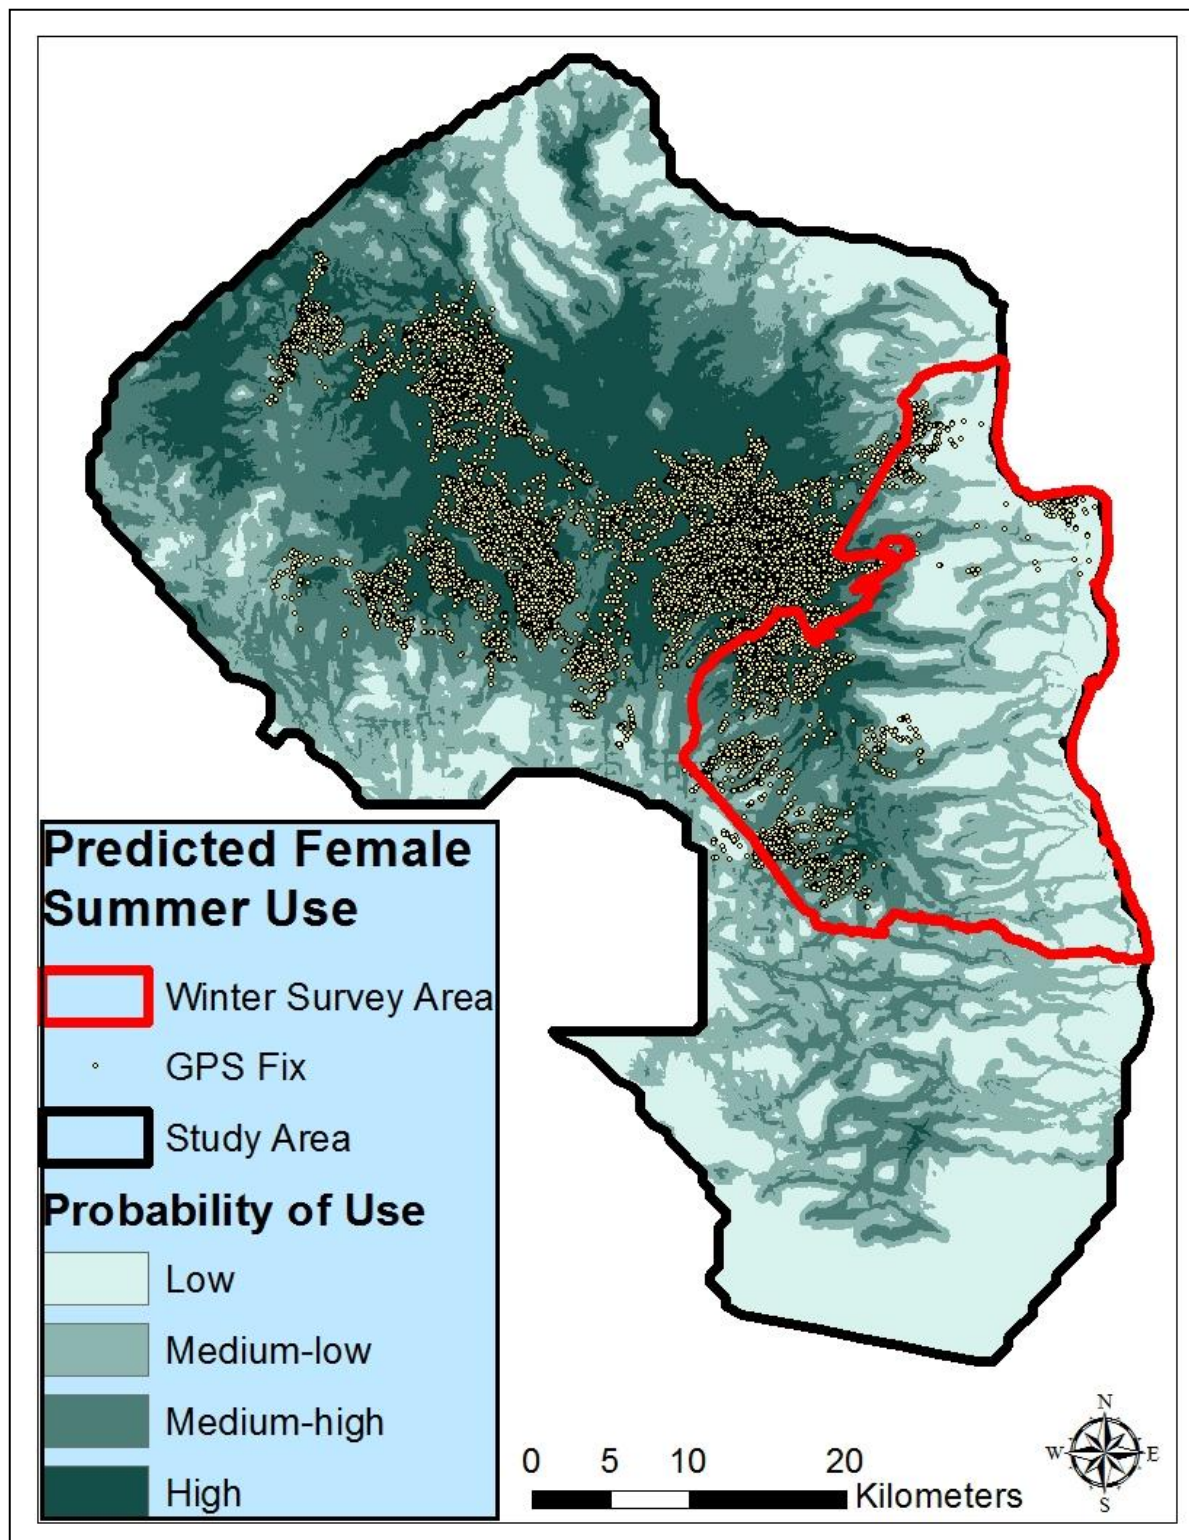 Predicted Female
Summer Use
Winter Survey Area
GPS Fix
Study Area
Probability of Use
Low
Medium-low
Medium-high
High
0 5 10 20
Kilometers
N
W E
S